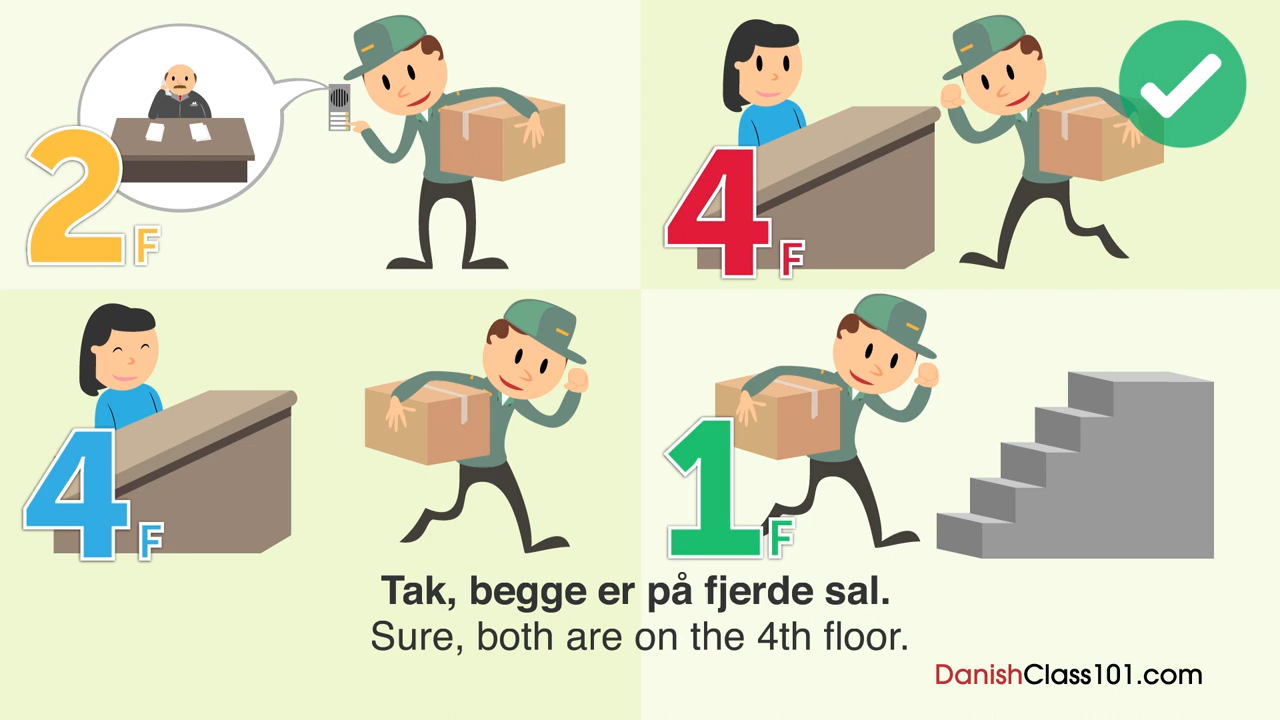 2F
4F
4F
1F
Tak, begge er på fjerde sal.
Sure, both are on the 4th floor.
DanishClass101.com